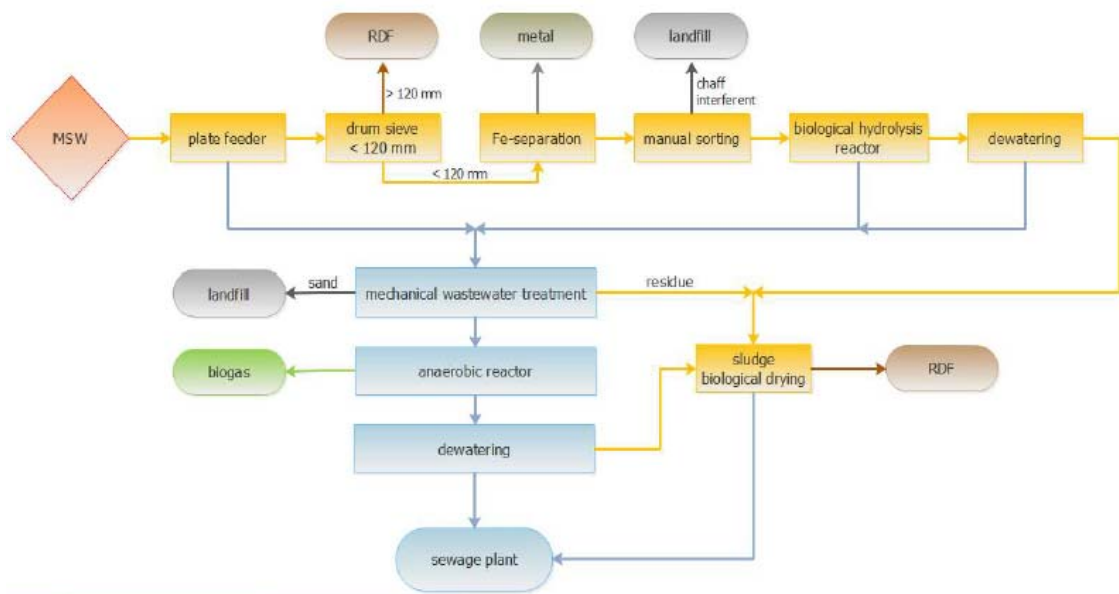 RDF
metal
landfill
> 120 mm
chaff
interferent
MSW
plate feeder
drum sieve
< 120 mm
Fe-separation
manual sorting
biological hydrolysis
reactor
dewatering
< 120 mm
landfill
sand
mechanical wastewater treatment
residue
biogas
anaerobic reactor
sludge
biological drying
RDF
dewatering
sewage plant